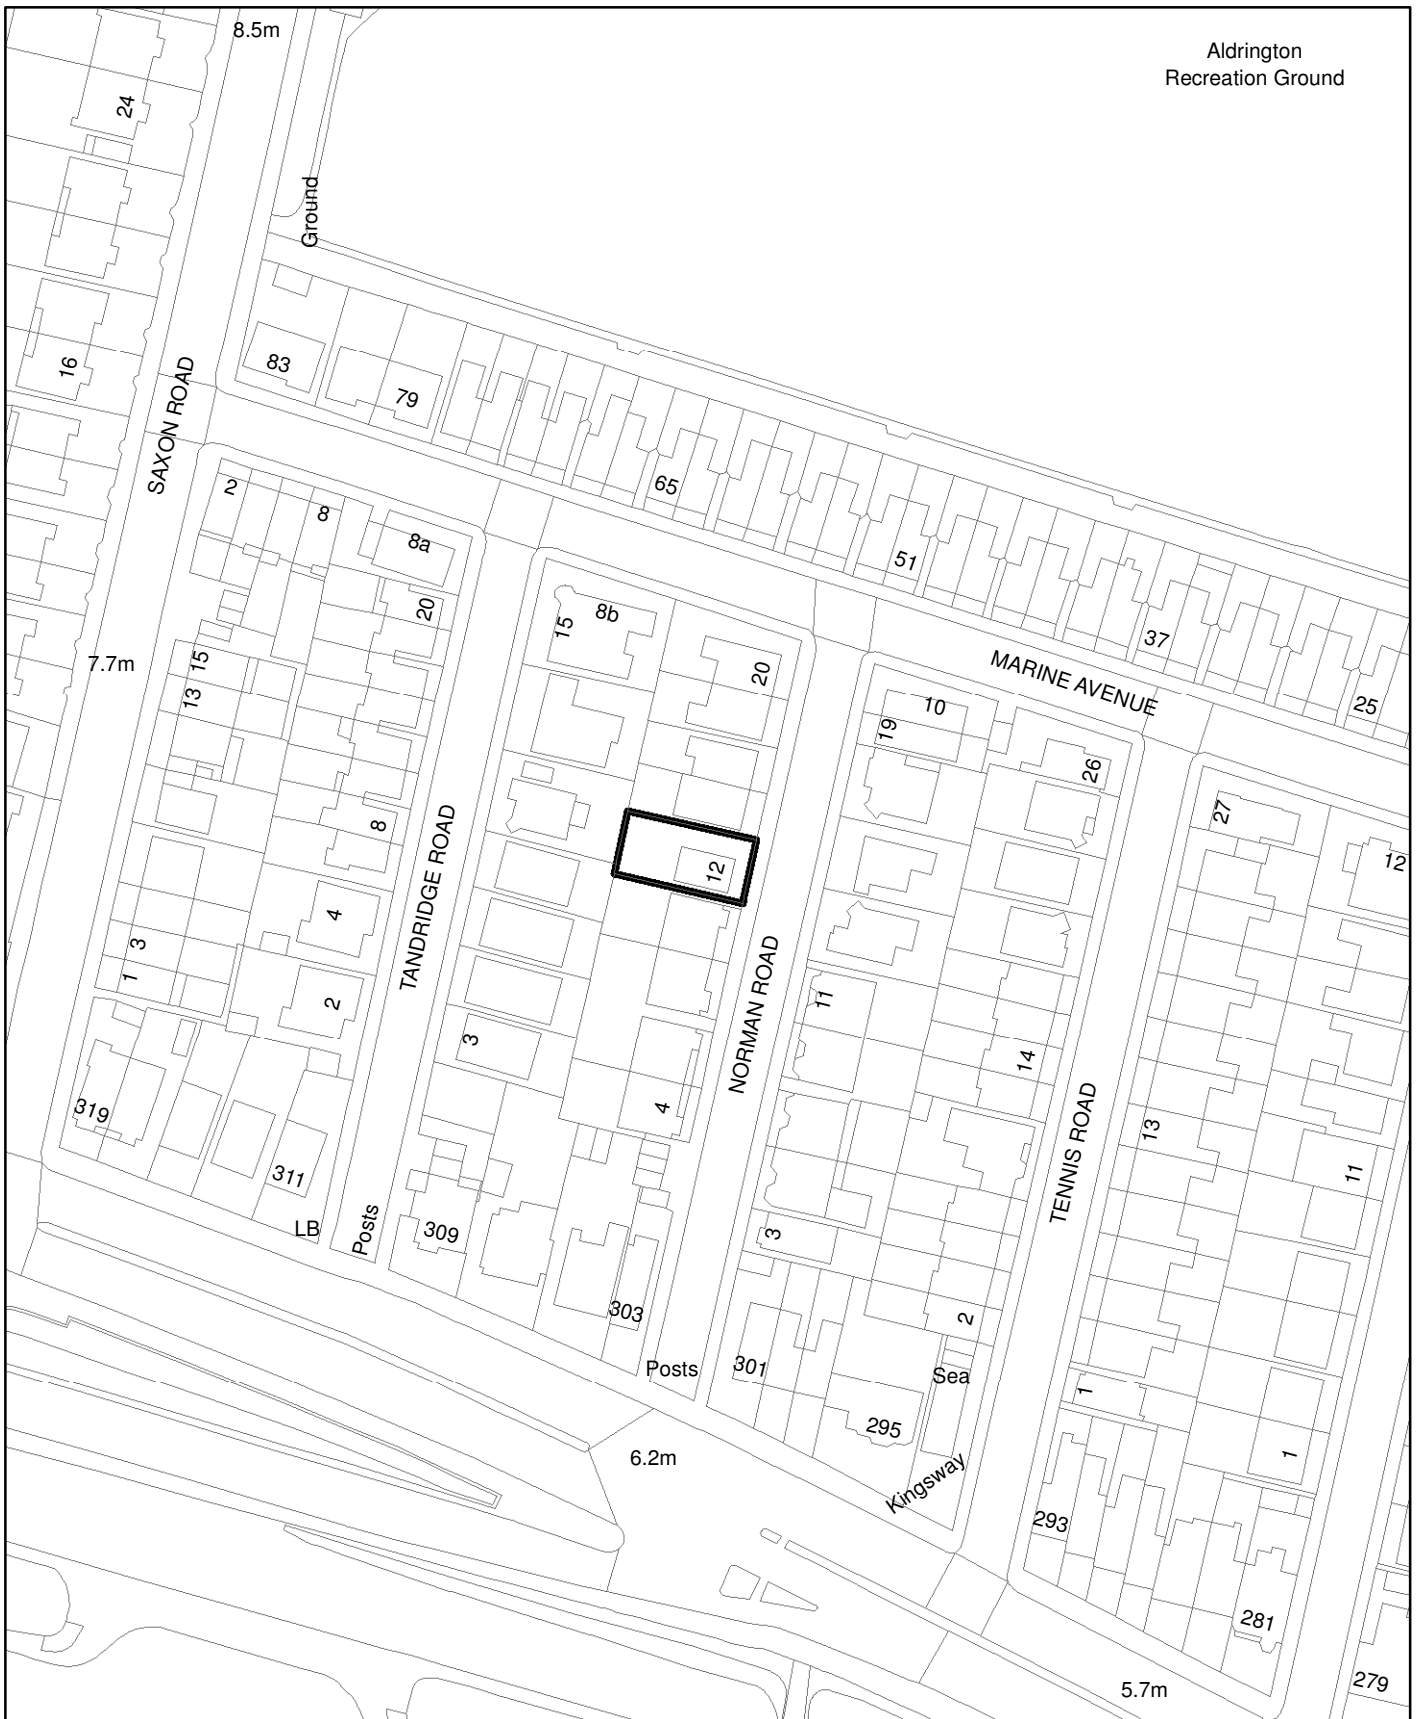 8.5m
Aldrington
Recreation Ground
24
Ground
16
83
79
SAXON ROAD
65
2
8
8a
51
20
8b
15
37
15
7.7m
20
MARINE AVENUE
13
10
25
19
26
27
8
12
12
TANDRIDGE ROAD
4
3
1
2
NORMAN ROAD
11
3
14
4
319
13
TENNIS ROAD
11
311
LB
Posts
309
3
303
2
Posts
301
Sea
1
295
6.2m
1
Kingsway
293
281
279
5.7m